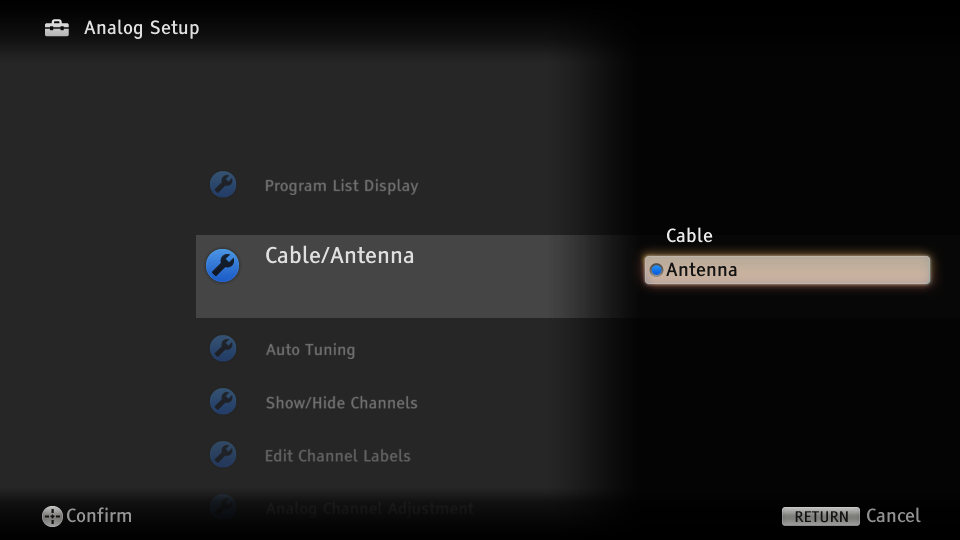 Analog Setup
Program List Display
Cable/Antenna
Cable
Antenna
Auto Tuning
Show/Hide Channels
Edit Channel Labels
Analog Channel Adjustment
Confirm
RETURN Cancel